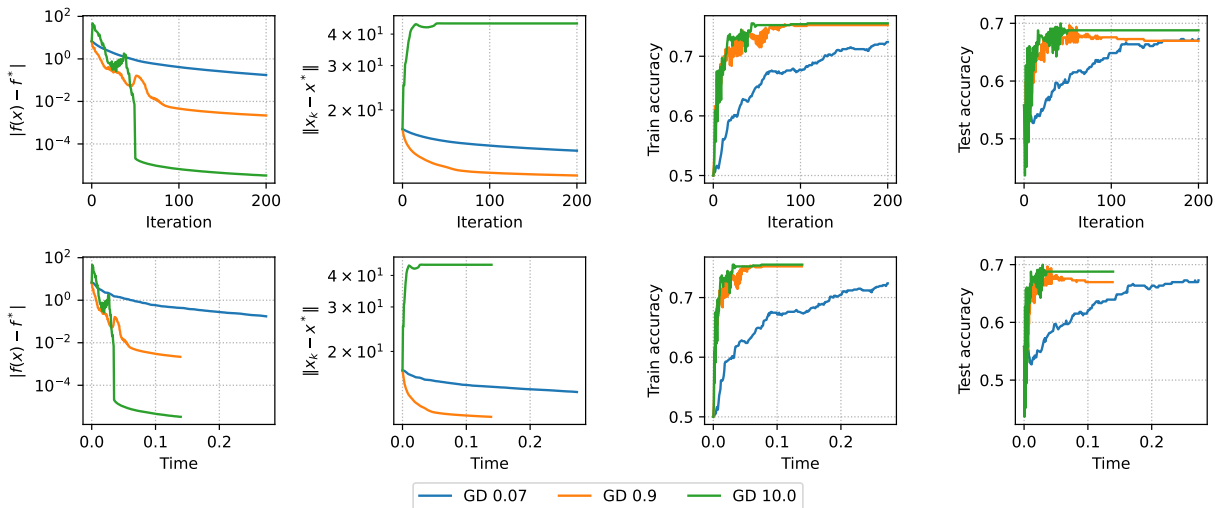 |f(x) − f*|
10²
10⁰
10⁻²
10⁻⁴
0 100 200
Iteration
‖xₖ − x*‖
4 × 10¹
3 × 10¹
2 × 10¹
0 100 200
Iteration
Train accuracy
0.7
0.6
0.5
0 100 200
Iteration
Test accuracy
0.7
0.6
0.5
0 100 200
Iteration
|f(x) − f*|
10²
10⁰
10⁻²
10⁻⁴
0.0 0.1 0.2
Time
‖xₖ − x*‖
4 × 10¹
3 × 10¹
2 × 10¹
0.0 0.1 0.2
Time
Train accuracy
0.7
0.6
0.5
0.0 0.1 0.2
Time
Test accuracy
0.7
0.6
0.5
0.0 0.1 0.2
Time
GD 0.07 GD 0.9 GD 10.0